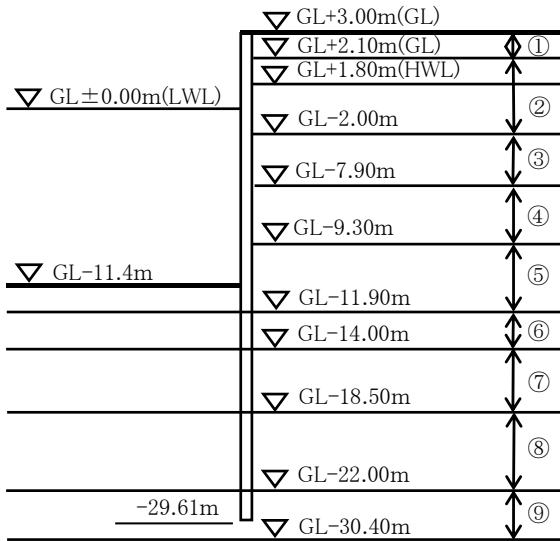 GL+3.00m(GL)
GL+2.10m(GL)
①
GL+1.80m(HWL)
GL±0.00m(LWL)
②
GL-2.00m
③
GL-7.90m
④
GL-9.30m
⑤
GL-11.4m
GL-11.90m
⑥
GL-14.00m
⑦
GL-18.50m
⑧
GL-22.00m
-29.61m
⑨
GL-30.40m